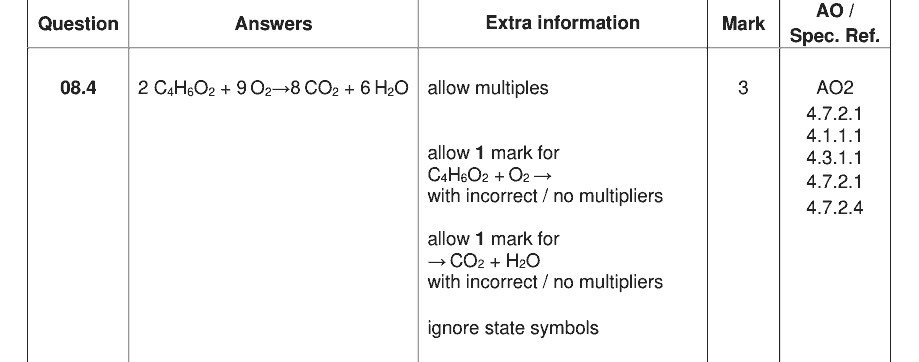 Question Answers Extra information Mark AO / Spec. Ref.
08.4 2 C₄H₆O₂ + 9 O₂→8 CO₂ + 6 H₂O allow multiples 3 AO2
4.7.2.1
4.1.1.1
allow 1 mark for 4.3.1.1
C₄H₆O₂ + O₂ → 4.7.2.1
with incorrect / no multipliers 4.7.2.4
allow 1 mark for
→ CO₂ + H₂O
with incorrect / no multipliers
ignore state symbols